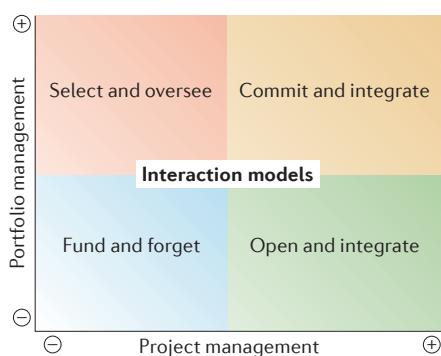 Portfolio management
+
Select and oversee
Commit and integrate
Interaction models
Fund and forget
Open and integrate
−
−
Project management
+